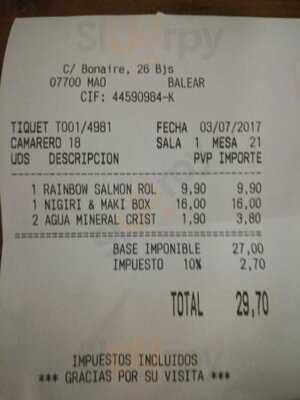 C/ Bonaire, 26 Bjs
07700 MAO BALEAR
CIF: 44590984-K
TIQUET T001/4981 FECHA 03/07/2017
CAMARERO 18 SALA 1 MESA 21
UDS DESCRIPCION PVP IMPORTE
1 RAINBOW SALMON ROL 9,90 9,90
1 NIGIRI & MAKI BOX 16,00 16,00
2 AGUA MINERAL CRIST 1,90 3,80
BASE IMPONIBLE 27,00
IMPUESTO 10% 2,70
TOTAL 29,70
IMPUESTOS INCLUIDOS
*** GRACIAS POR SU VISITA ***